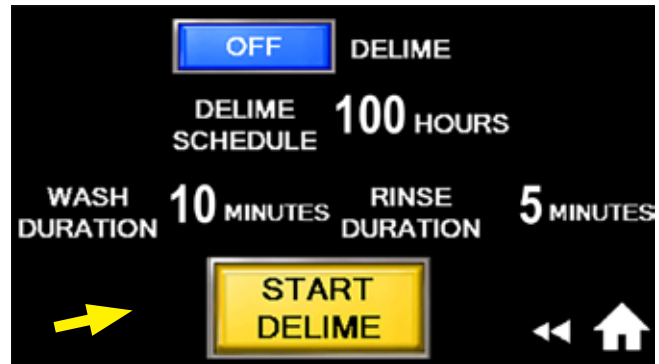 OFF DELIME
DELIME SCHEDULE 100 HOURS
WASH DURATION 10 MINUTES RINSE DURATION 5 MINUTES
START
DELIME